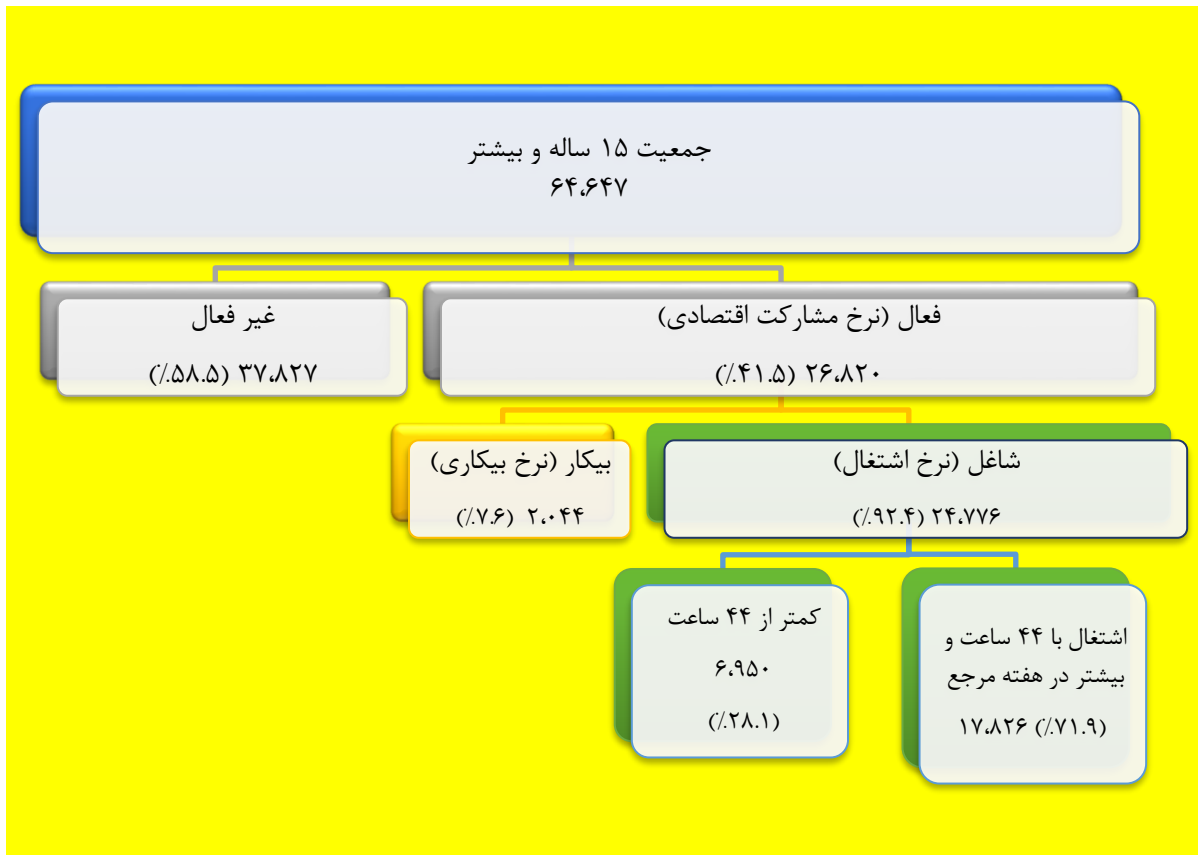 جمعیت ۱۵ ساله و بیشتر
۶۴،۶۴۷
فعال (نرخ مشارکت اقتصادی)
۲۶،۸۲۰ (٪۴۱.۵)
غیر فعال
۳۷،۸۲۷ (٪۵۸.۵)
شاغل (نرخ اشتغال)
۲۴،۷۷۶ (٪۹۲.۴)
بیکار (نرخ بیکاری)
۲،۰۴۴ (٪۷.۶)
اشتغال با ۴۴ ساعت و
بیشتر در هفته مرجع
۱۷،۸۲۶ (٪۷۱.۹)
کمتر از ۴۴ ساعت
۶،۹۵۰
(٪۲۸.۱)